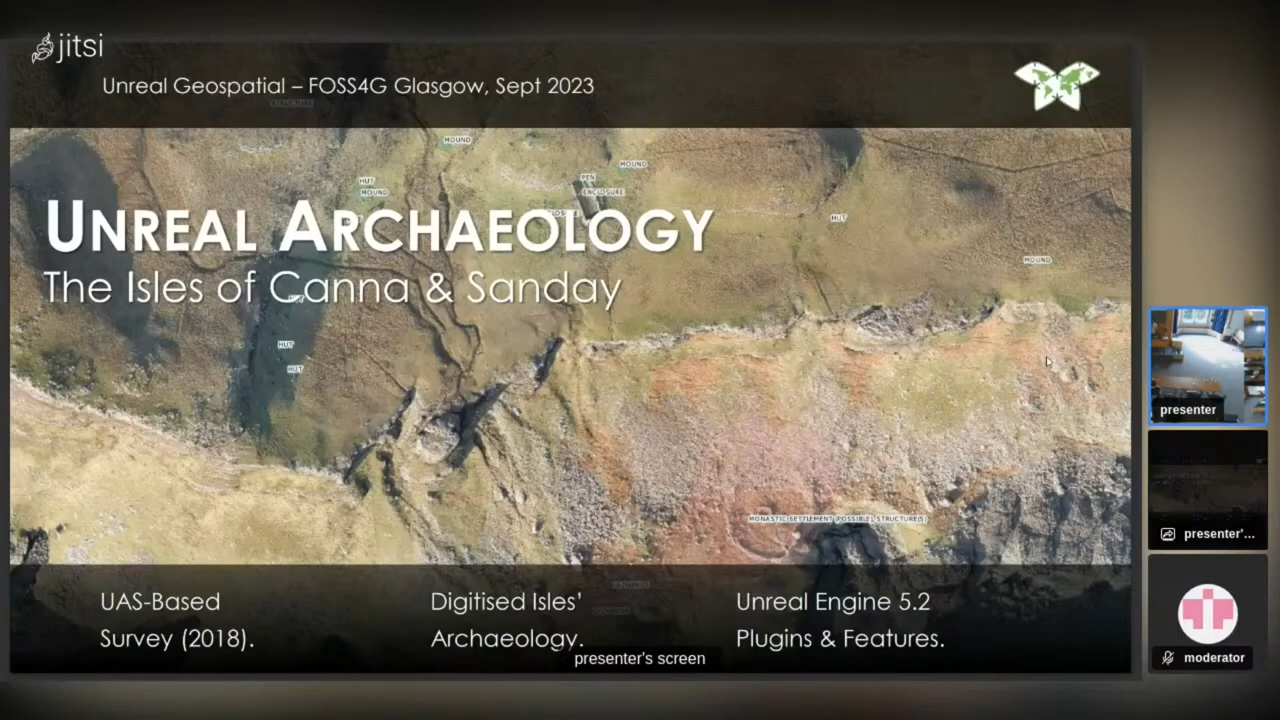 jitsi
Unreal Geospatial – FOSS4G Glasgow, Sept 2023
MOUND
MOUND
HUT
PEN
MOUND
ENCLOSURE
HUT
UNREAL ARCHAEOLOGY
MOUND
The Isles of Canna & Sanday
HUT
HUT
MONASTIC SETTLEMENT (POSSIBLE), STRUCTURE(S)
UAS-Based
Survey (2018).
Digitised Isles’
Archaeology.
Unreal Engine 5.2
Plugins & Features.
presenter's screen
presenter
presenter'...
moderator